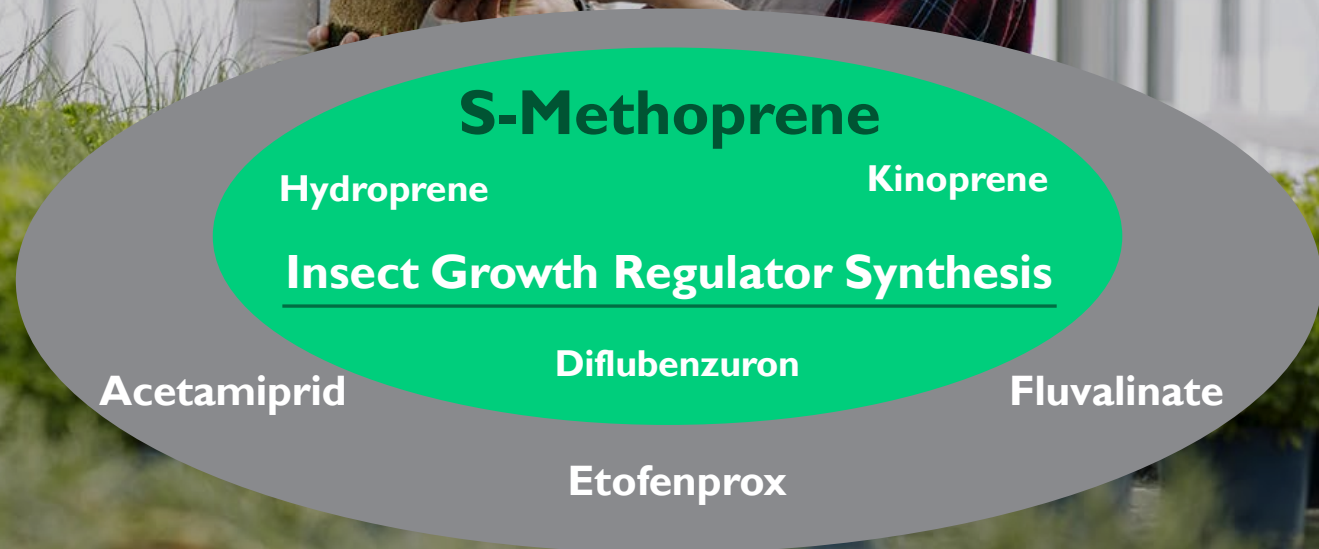 S-Methoprene
Hydroprene
Kinoprene
Insect Growth Regulator Synthesis
Diflubenzuron
Acetamiprid
Fluvalinate
Etofenprox